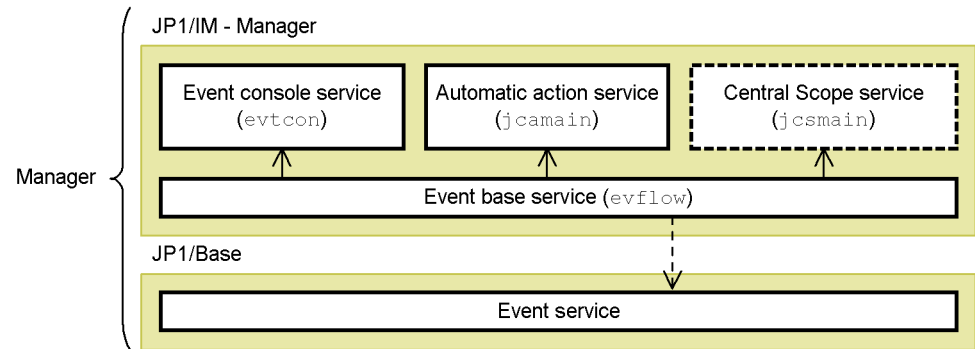 JP1/IM - Manager
Event console service
(evtcon)
Automatic action service
(jcamain)
Central Scope service
(jcsmain)
Manager
Event base service (evflow)
JP1/Base
Event service